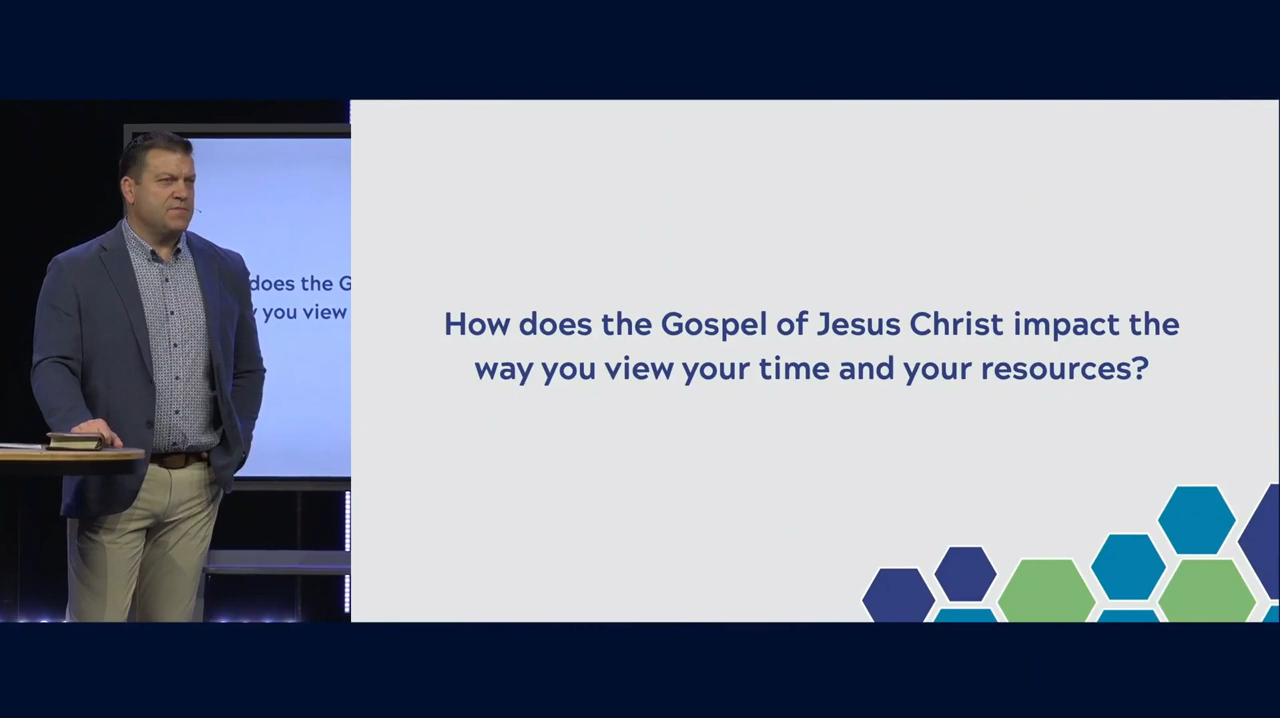 does the G
you view
How does the Gospel of Jesus Christ impact the
way you view your time and your resources?